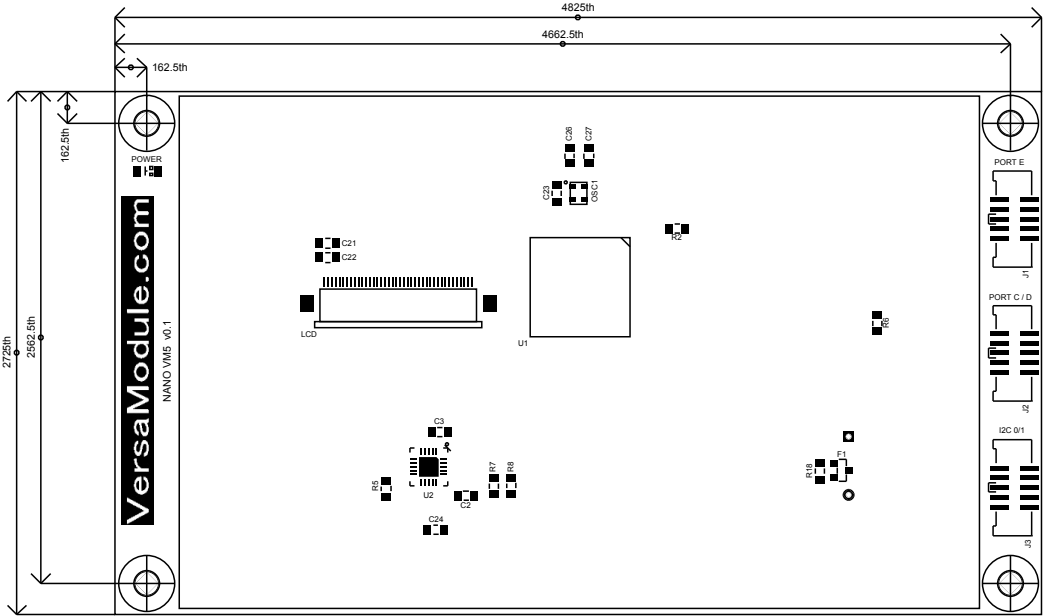 4825th
4662.5th
162.5th
162.5th
2562.5th
2725th
POWER
VersaModule.com
NANO VM5 v0.1
C26
C27
C23
OSC1
R2
C21
C22
LCD
U1
R6
PORT E
J1
PORT C / D
J2
I2C 0/1
J3
C3
U2
R5
C2
R7
R8
C24
F1
R18